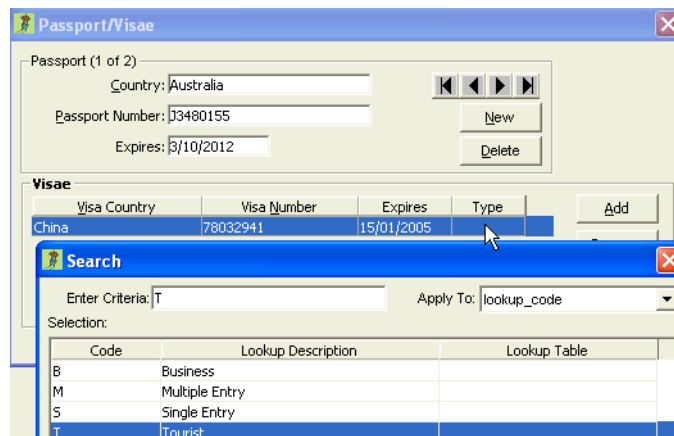 Passport/Visae
Passport (1 of 2)
Country: Australia
Passport Number: J3480155
New
Expires: 3/10/2012
Delete
Visae
Visa Country Visa Number Expires Type
Add
China 78032941 15/01/2005
Search
Enter Criteria: T Apply To: lookup_code
Selection:
Code Lookup Description Lookup Table
B Business
M Multiple Entry
S Single Entry
T Tourist